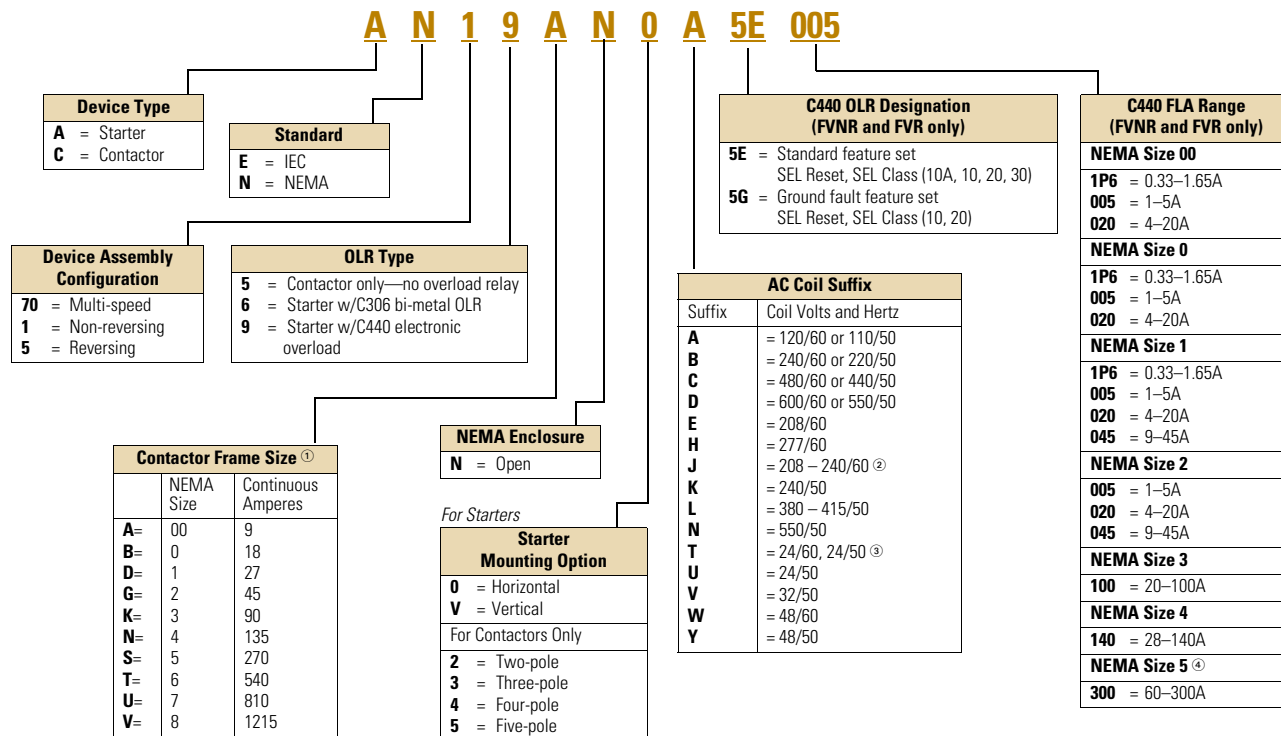 A N 1 9 A N 0 A 5E 005
Device Type
A = Starter
C = Contactor
Standard
E = IEC
N = NEMA
Device Assembly
Configuration
70 = Multi-speed
1 = Non-reversing
5 = Reversing
OLR Type
5 = Contactor only—no overload relay
6 = Starter w/C306 bi-metal OLR
9 = Starter w/C440 electronic
overload
Contactor Frame Size ①
NEMA Size Continuous Amperes
A= 00 9
B= 0 18
D= 1 27
G= 2 45
K= 3 90
N= 4 135
S= 5 270
T= 6 540
U= 7 810
V= 8 1215
NEMA Enclosure
N = Open
For Starters
Starter
Mounting Option
0 = Horizontal
V = Vertical
For Contactors Only
2 = Two-pole
3 = Three-pole
4 = Four-pole
5 = Five-pole
C440 OLR Designation
(FVNR and FVR only)
5E = Standard feature set
SEL Reset, SEL Class (10A, 10, 20, 30)
5G = Ground fault feature set
SEL Reset, SEL Class (10, 20)
AC Coil Suffix
Suffix Coil Volts and Hertz
A = 120/60 or 110/50
B = 240/60 or 220/50
C = 480/60 or 440/50
D = 600/60 or 550/50
E = 208/60
H = 277/60
J = 208 – 240/60 ②
K = 240/50
L = 380 – 415/50
N = 550/50
T = 24/60, 24/50 ③
U = 24/50
V = 32/50
W = 48/60
Y = 48/50
C440 FLA Range
(FVNR and FVR only)
NEMA Size 00
1P6 = 0.33–1.65A
005 = 1–5A
020 = 4–20A
NEMA Size 0
1P6 = 0.33–1.65A
005 = 1–5A
020 = 4–20A
NEMA Size 1
1P6 = 0.33–1.65A
005 = 1–5A
020 = 4–20A
045 = 9–45A
NEMA Size 2
005 = 1–5A
020 = 4–20A
045 = 9–45A
NEMA Size 3
100 = 20–100A
NEMA Size 4
140 = 28–140A
NEMA Size 5 ④
300 = 60–300A